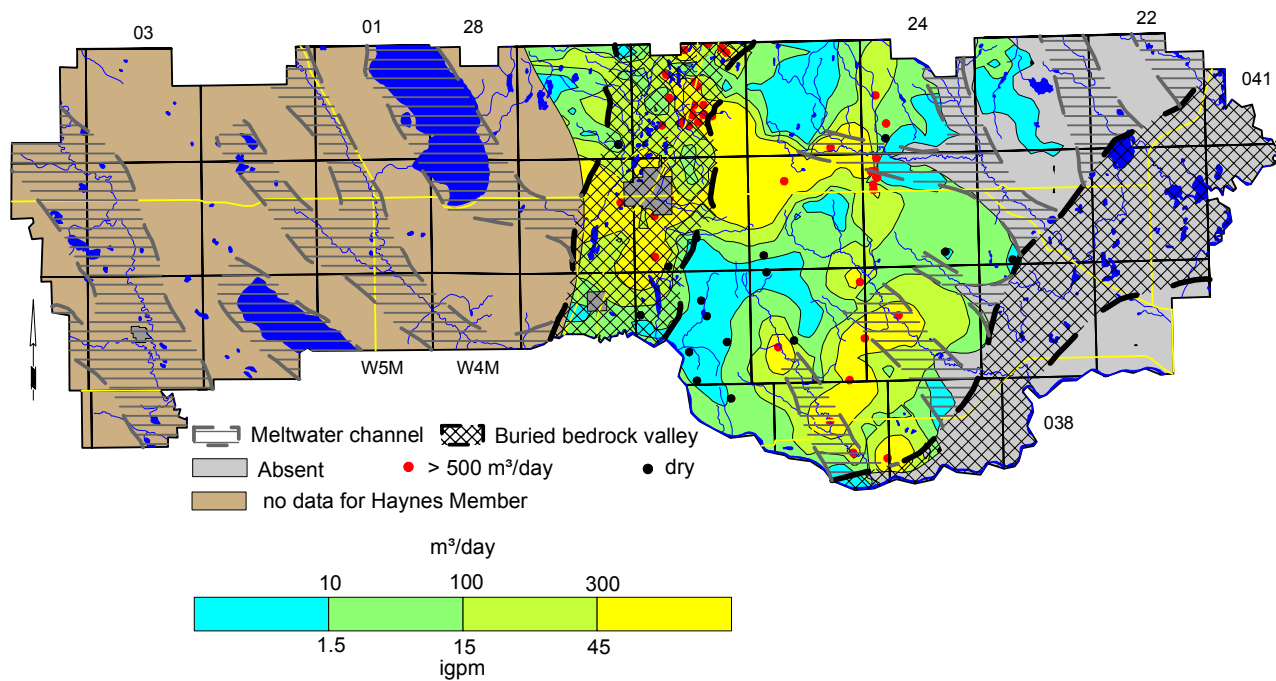 03 01 28 24 22
041
W5M W4M
038
Meltwater channel Buried bedrock valley
Absent > 500 m³/day dry
no data for Haynes Member
m³/day
10 100 300
1.5 15 45
igpm